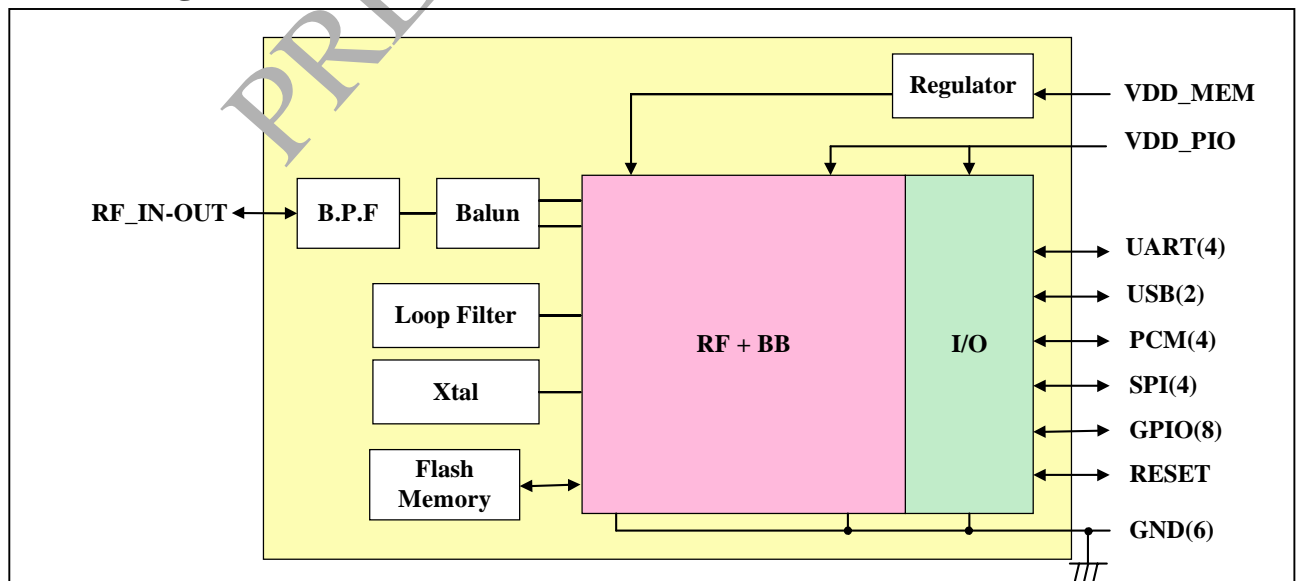 Regulator
VDD_MEM
VDD_PIO
RF_IN-OUT
B.P.F
Balun
UART(4)
USB(2)
Loop Filter
RF + BB
I/O
PCM(4)
Xtal
SPI(4)
GPIO(8)
Flash
Memory
RESET
GND(6)